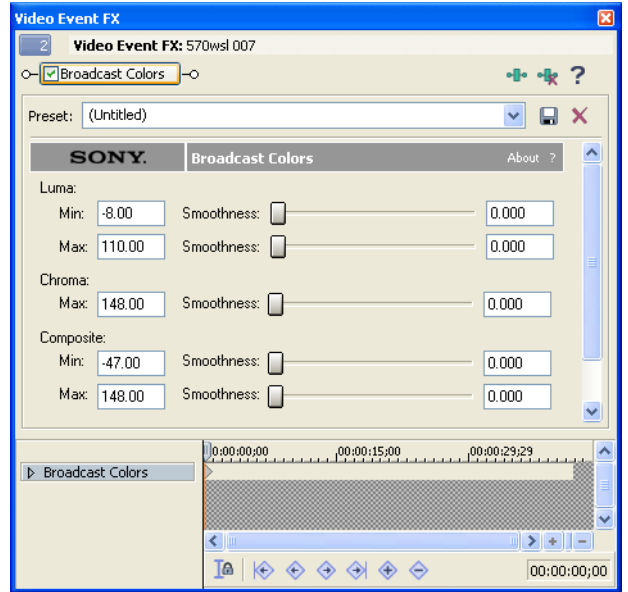 Video Event FX
2 Video Event FX: 570wsl 007
Broadcast Colors
?
Preset: (Untitled)
SONY. Broadcast Colors About ?
Luma:
Min: -8.00 Smoothness: 0.000
Max: 110.00 Smoothness: 0.000
Chroma:
Max: 148.00 Smoothness: 0.000
Composite:
Min: -47.00 Smoothness: 0.000
Max: 148.00 Smoothness: 0.000
0:00:00;00 00:00:15;00 00:00:29;29
Broadcast Colors
00:00:00;00